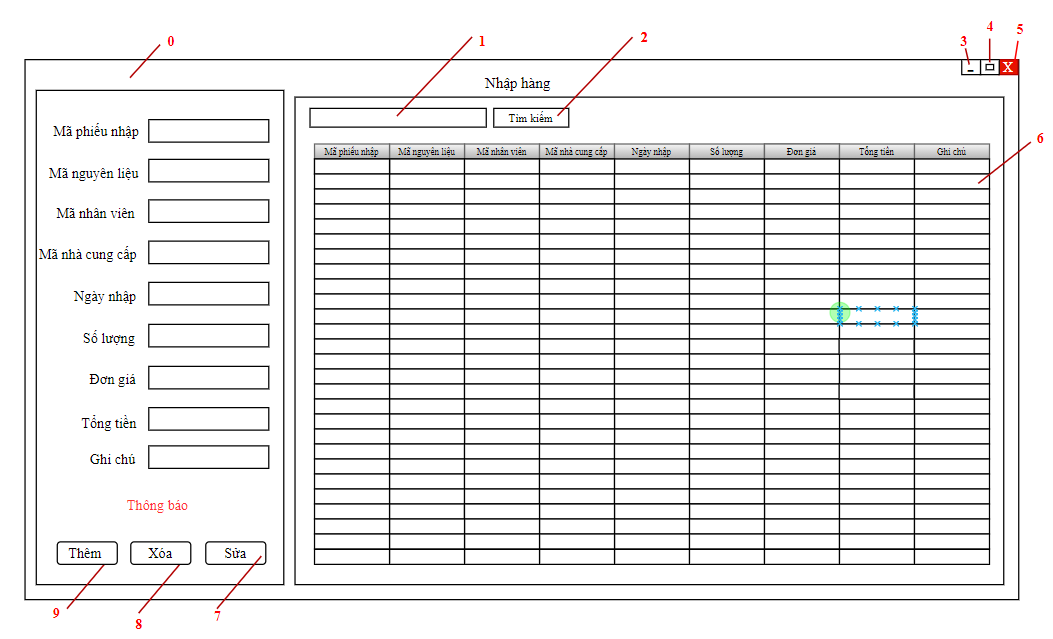 0
1
2
3
4
5
X
Nhập hàng
Mã phiếu nhập
Mã nguyên liệu
Mã nhân viên
Mã nhà cung cấp
Ngày nhập
Số lượng
Đơn giá
Tổng tiền
Ghi chú
Thông báo
Thêm Xóa Sửa
Tìm kiếm
Mã phiếu nhập Mã nguyên liệu Mã nhân viên Mã nhà cung cấp Ngày nhập Số lượng Đơn giá Tổng tiền Ghi chú
6
9
8
7